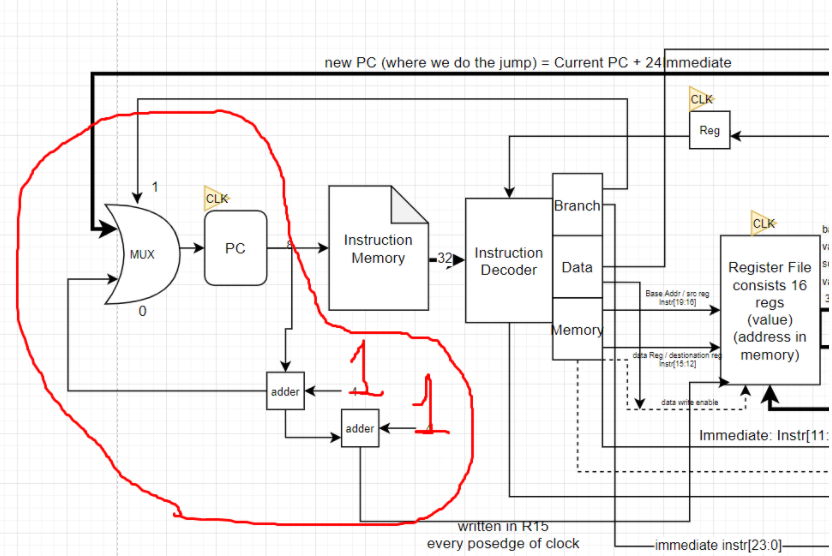 new PC (where we do the jump) = Current PC + 24 Immediate
CLK
Reg
1
CLK
MUX
PC
8
0
Instruction
Memory
32
Instruction
Decoder
Branch
Data
Memory
CLK
Register File
consists 16
regs
(value)
(address in
memory)
Base Addr / src reg
Instr[19:16]
data Reg / destionation reg
Instr[15:12]
data write enable
adder
1
adder
1
Immediate: Instr[11:
written in R15
every posedge of clock
immediate instr[23:0]